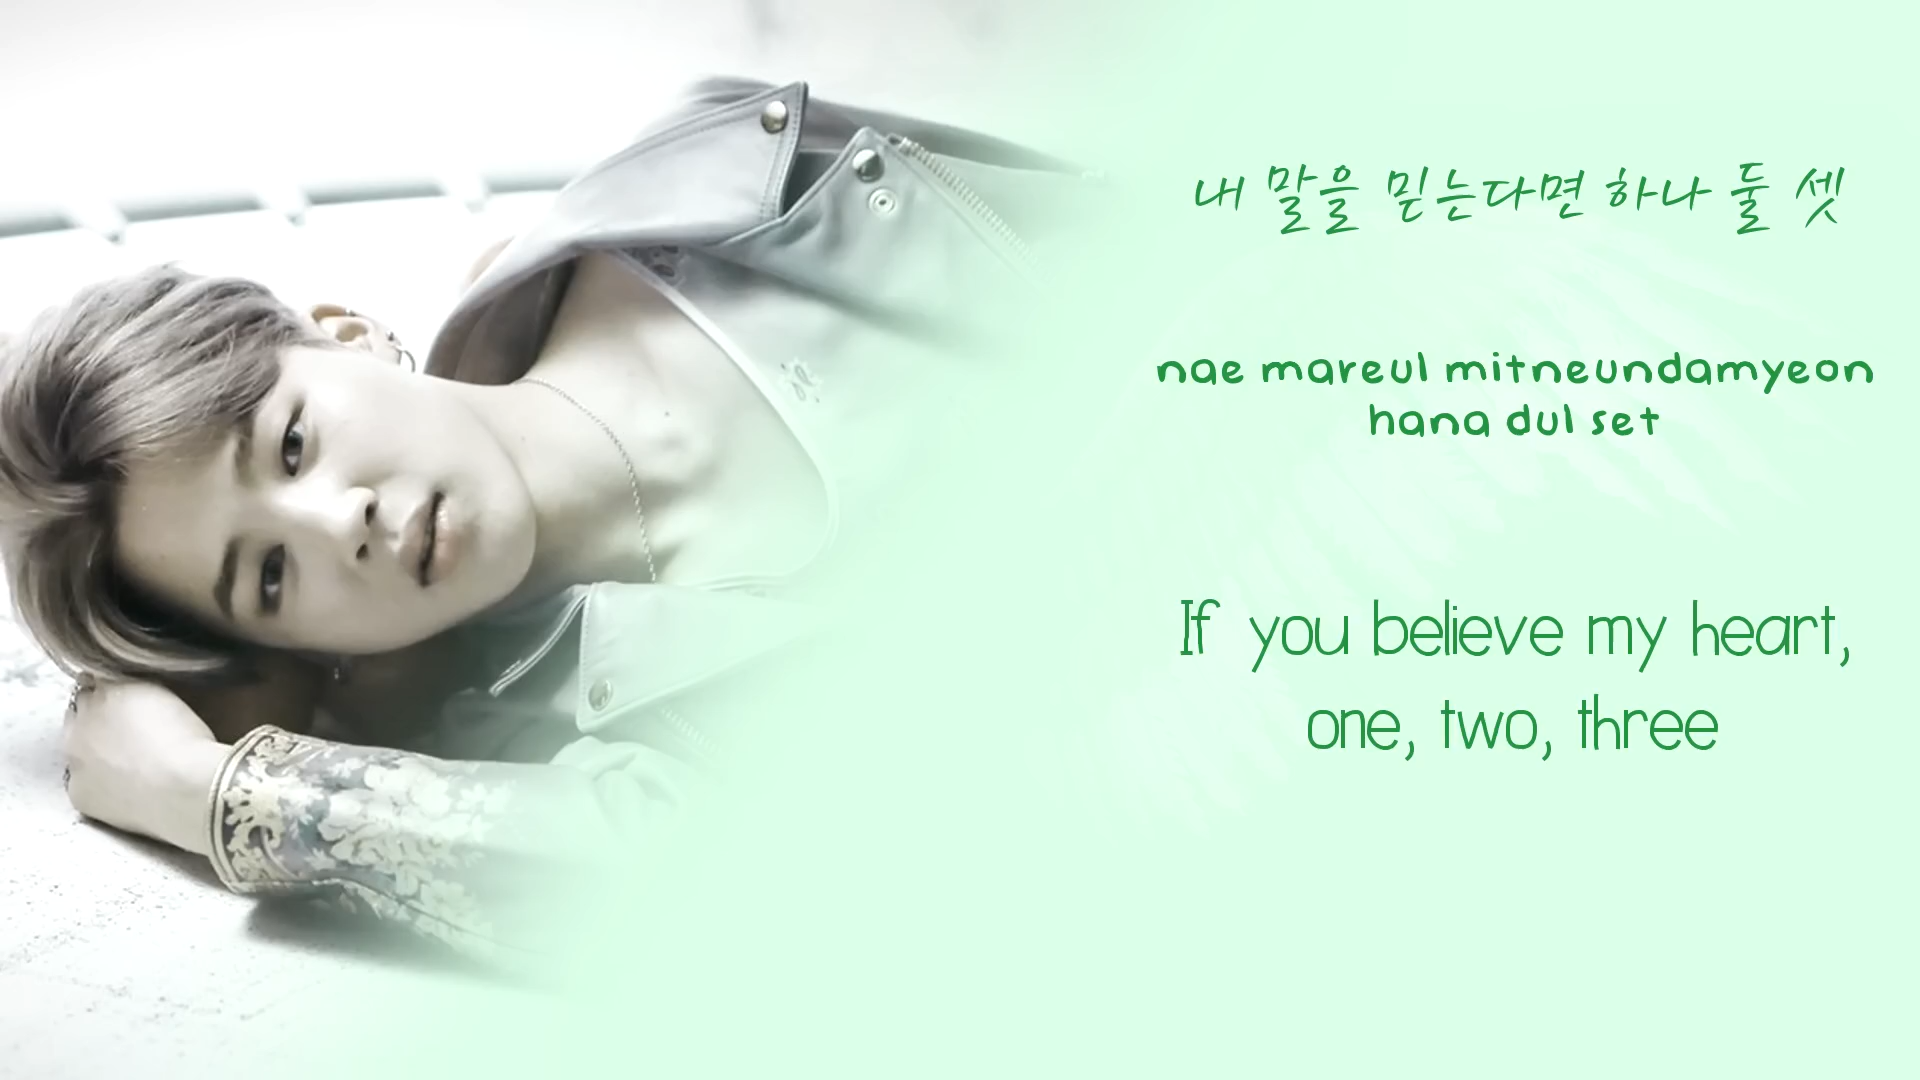 내 말을 믿는다면 하나 둘 셋
nae mareul mitneundamyeon
hana dul set
If you believe my heart,
one, two, three